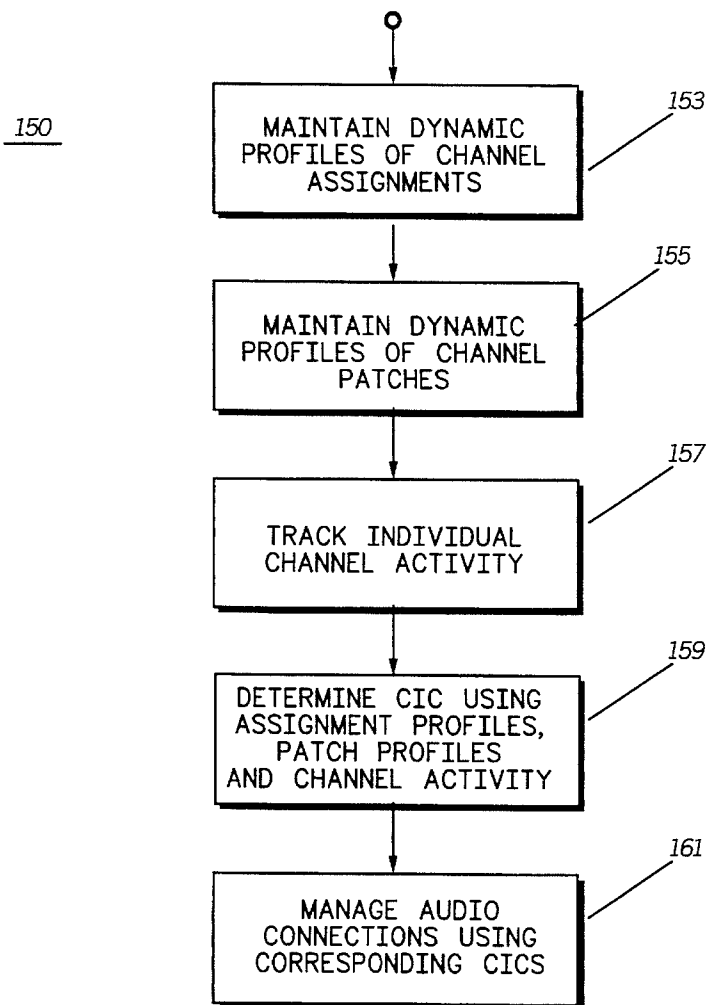 150
MAINTAIN DYNAMIC
PROFILES OF CHANNEL
ASSIGNMENTS
153
MAINTAIN DYNAMIC
PROFILES OF CHANNEL
PATCHES
155
TRACK INDIVIDUAL
CHANNEL ACTIVITY
157
DETERMINE CIC USING
ASSIGNMENT PROFILES,
PATCH PROFILES
AND CHANNEL ACTIVITY
159
MANAGE AUDIO
CONNECTIONS USING
CORRESPONDING CICS
161